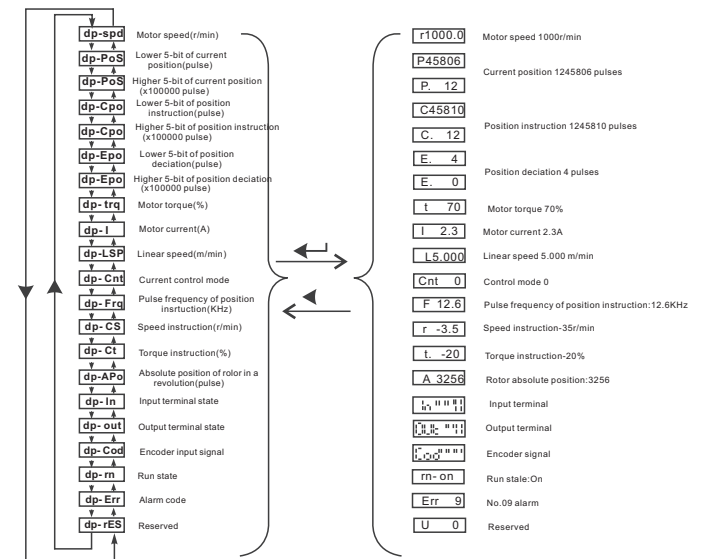 dp-spd Motor speed(r/min)
dp-PoS Lower 5-bit of current
position(pulse)
dp-PoS Higher 5-bit of current position
(x100000 pulse)
dp-Cpo Lower 5-bit of position
instruction(pulse)
dp-Cpo Higher 5-bit of position instruction
(x100000 pulse)
dp-Epo Lower 5-bit of position
deciation(pulse)
dp-Epo Higher 5-bit of position deciation
(x100000 pulse)
dp- trq Motor torque(%)
dp- I Motor current(A)
dp-LSP Linear speed(m/min)
dp- Cnt Current control mode
dp- Frq Pulse frequency of position
insrtuction(KHz)
dp- CS Speed instruction(r/min)
dp- Ct Torque instruction(%)
dp-APo Absolute position of rolor in a
revolution(pulse)
dp- In Input terminal state
dp- out Output terminal state
dp- Cod Encoder input signal
dp- rn Run state
dp- Err Alarm code
dp- rES Reserved
r1000.0 Motor speed 1000r/min
P45806
Current position 1245806 pulses
P. 12
C45810
Position instruction 1245810 pulses
C. 12
E. 4
Position deciation 4 pulses
E. 0
t 70 Motor torque 70%
I 2.3 Motor current 2.3A
L5.000 Linear speed 5.000 m/min
Cnt 0 Control mode 0
F 12.6 Pulse frequency of position instruction:12.6KHz
r -3.5 Speed instruction-35r/min
t. -20 Torque instruction-20%
A 3256 Rotor absolute position:3256
In Input terminal
Out Output terminal
Cod Encoder signal
rn- on Run stale:On
Err 9 No.09 alarm
U 0 Reserved